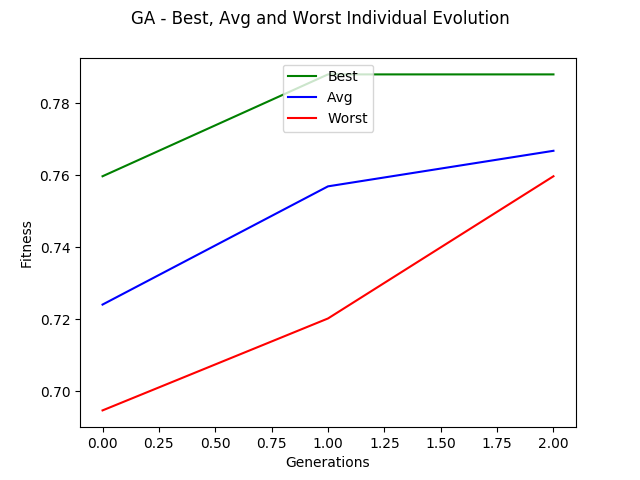 GA - Best, Avg and Worst Individual Evolution
Best
Avg
Worst
0.78
0.76
0.74
0.72
0.70
Fitness
0.00 0.25 0.50 0.75 1.00 1.25 1.50 1.75 2.00
Generations